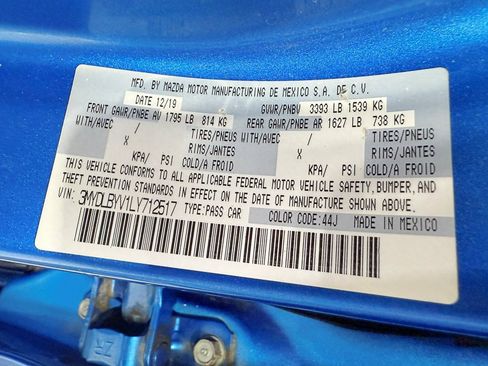 MFD. BY MAZDA MOTOR MANUFACTURING DE MEXICO S.A. DE C.V.
DATE 12/19 GVWR/PNBV 3393 LB 1539 KG
FRONT GAWR/PNBE AV 1795 LB 814 KG REAR GAWR/PNBE AR 1627 LB 738 KG
WITH/AVEC / TIRES/PNEUS WITH/AVEC / TIRES/PNEUS
X RIMS/JANTES X RIMS/JANTES
KPA/ PSI COLD/A FROID KPA/ PSI COLD/A FROID
THIS VEHICLE CONFORMS TO ALL APPLICABLE FEDERAL MOTOR VEHICLE SAFETY, BUMPER, AND
THEFT PREVENTION STANDARDS IN EFFECT ON THE DATE OF MANUFACTURE SHOWN ABOVE.
VIN: 3MVDLBYV1LY712517 TYPE:PASS CAR COLOR CODE:44J MADE IN MEXICO
ZR